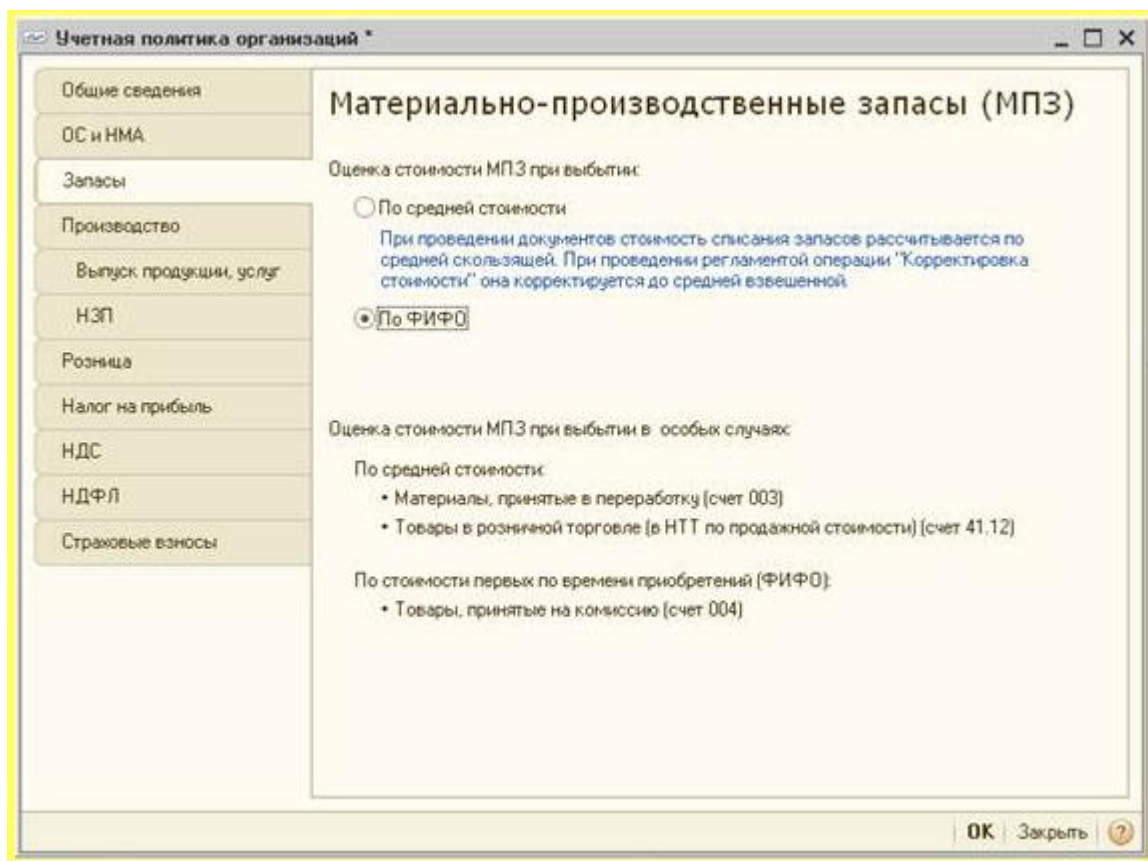 Учетная политика организаций *
Общие сведения
ОС и НМА
Запасы
Производство
Выпуск продукции, услуг
НЗП
Розница
Налог на прибыль
НДС
НДФЛ
Страховые взносы
Материально-производственные запасы (МПЗ)
Оценка стоимости МПЗ при выбытии:
По средней стоимости
При проведении документов стоимость списания запасов рассчитывается по
средней скользящей. При проведении регламентой операции "Корректировка
стоимости" она корректируется до средней взвешенной.
По ФИФО
Оценка стоимости МПЗ при выбытии в особых случаях:
По средней стоимости:
• Материалы, принятые в переработку (счет 003)
• Товары в розничной торговле (в НТТ по продажной стоимости) (счет 41.12)
По стоимости первых по времени приобретений (ФИФО):
• Товары, принятые на комиссию (счет 004)
OK Закрыть ?